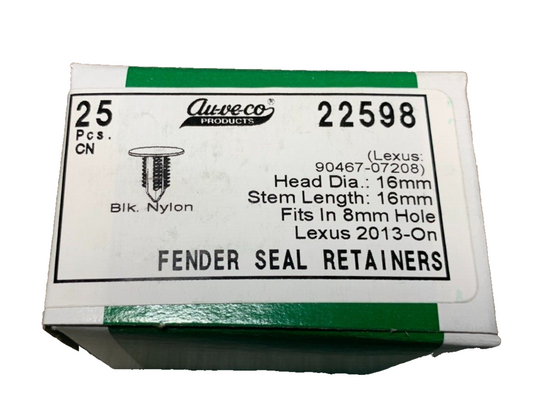 25
Pcs.
CN
Au-ve-co®
PRODUCTS
22598
Blk. Nylon
(Lexus:
90467-07208)
Head Dia.: 16mm
Stem Length: 16mm
Fits In 8mm Hole
Lexus 2013-On
FENDER SEAL RETAINERS